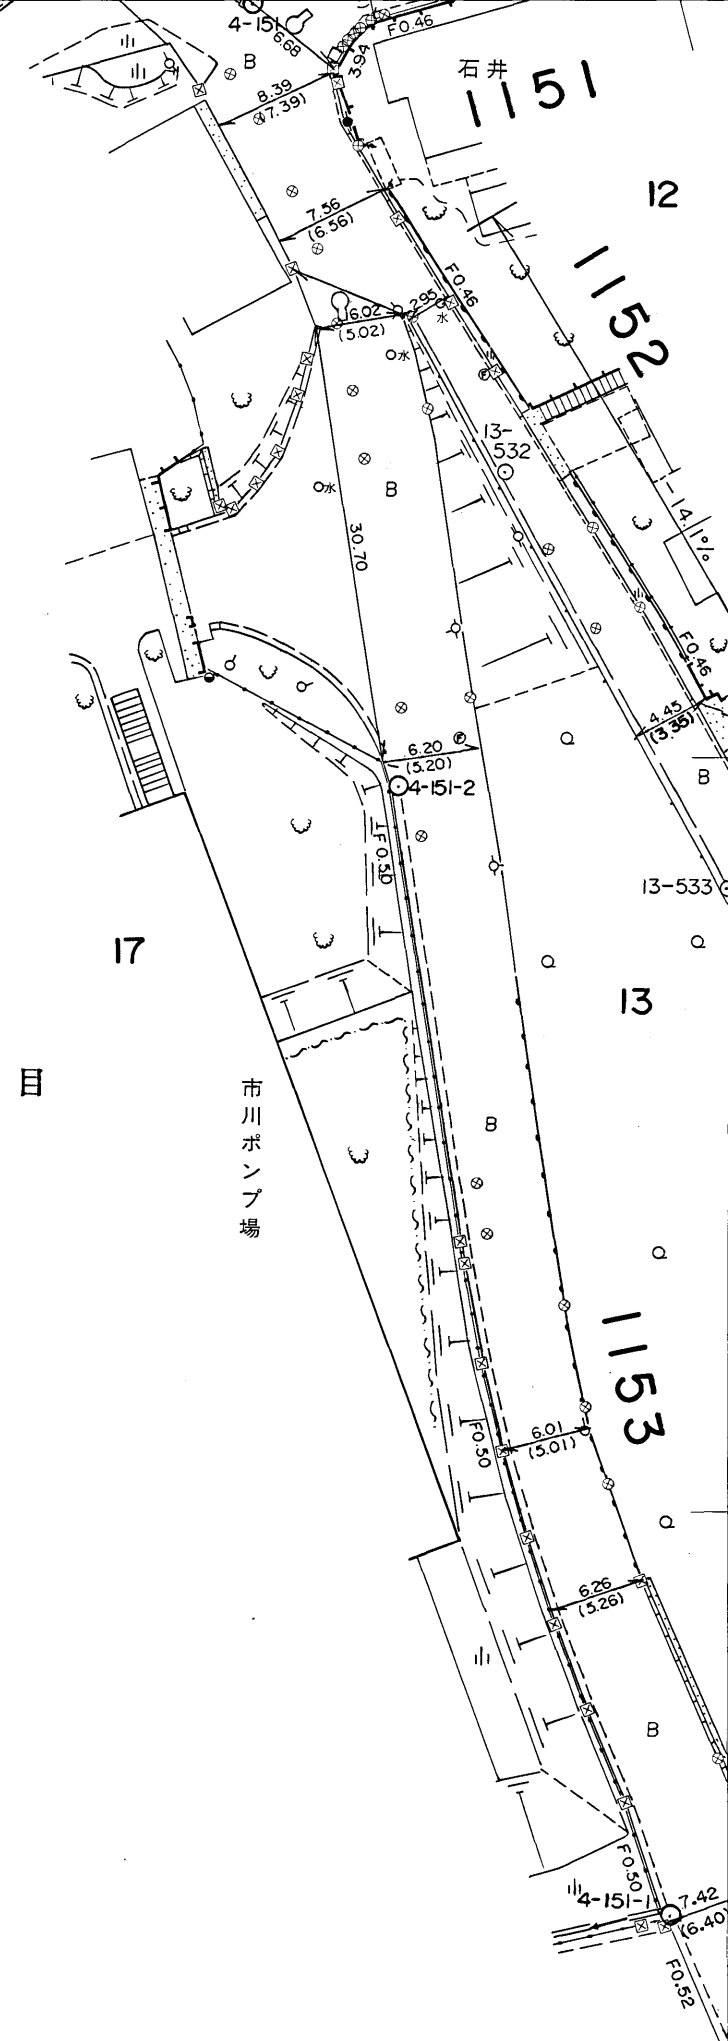 4-151
6.68
B
F0.46
3.94
石井
1151
8.39
(7.39)
12
7.56
(6.56)
1152
F0.46
2.95
水
6.02
(5.02)
水
13-
532
水
B
30.70
14.1%
F0.46
4.45
(3.35)
6.20
(5.20)
B
4-151-2
F0.50
13-533
17
13
目
市川ポンプ場
B
1153
6.01
(5.01)
F0.50
6.26
(5.26)
B
F0.50
4-151-1
7.42
(6.40)
F0.52